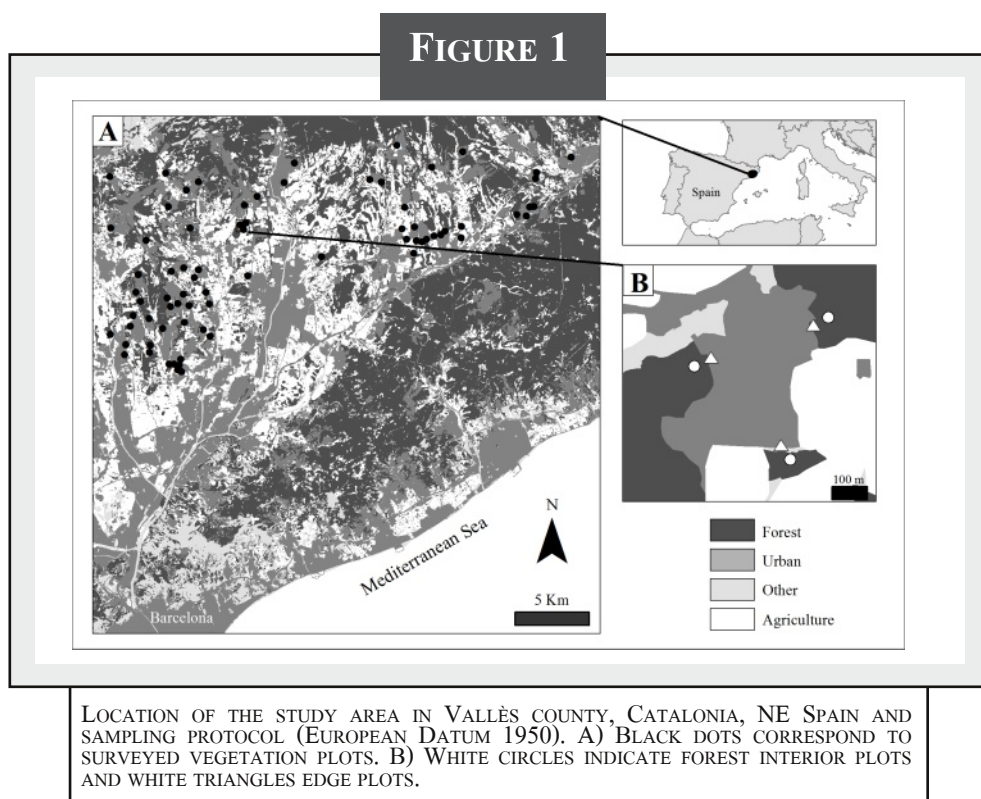 FIGURE 1
A
Spain
B
100 m
N
Mediterranean Sea
5 Km
Barcelona
Forest
Urban
Other
Agriculture
LOCATION OF THE STUDY AREA IN VALLÈS COUNTY, CATALONIA, NE SPAIN AND
SAMPLING PROTOCOL (EUROPEAN DATUM 1950). A) BLACK DOTS CORRESPOND TO
SURVEYED VEGETATION PLOTS. B) WHITE CIRCLES INDICATE FOREST INTERIOR PLOTS
AND WHITE TRIANGLES EDGE PLOTS.